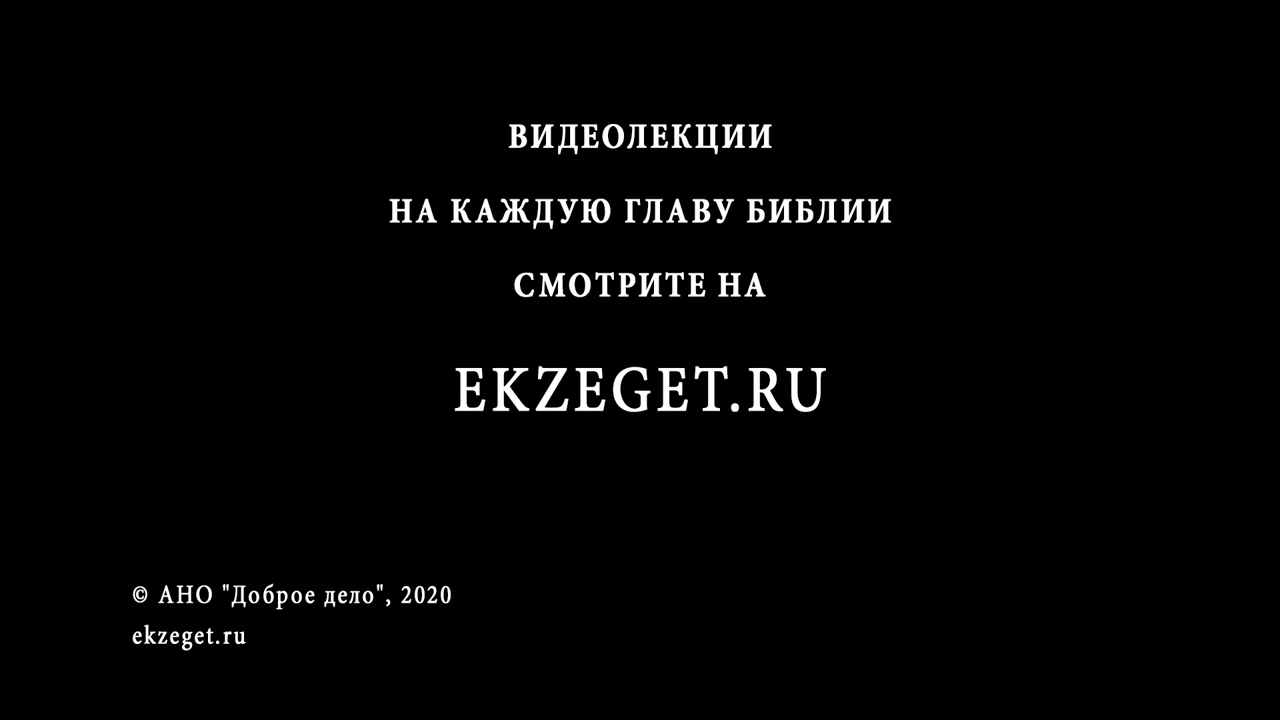 ВИДЕОЛЕКЦИИ
НА КАЖДУЮ ГЛАВУ БИБЛИИ
СМОТРИТЕ НА
EKZEGET.RU
© АНО "Доброе дело", 2020
ekzeget.ru